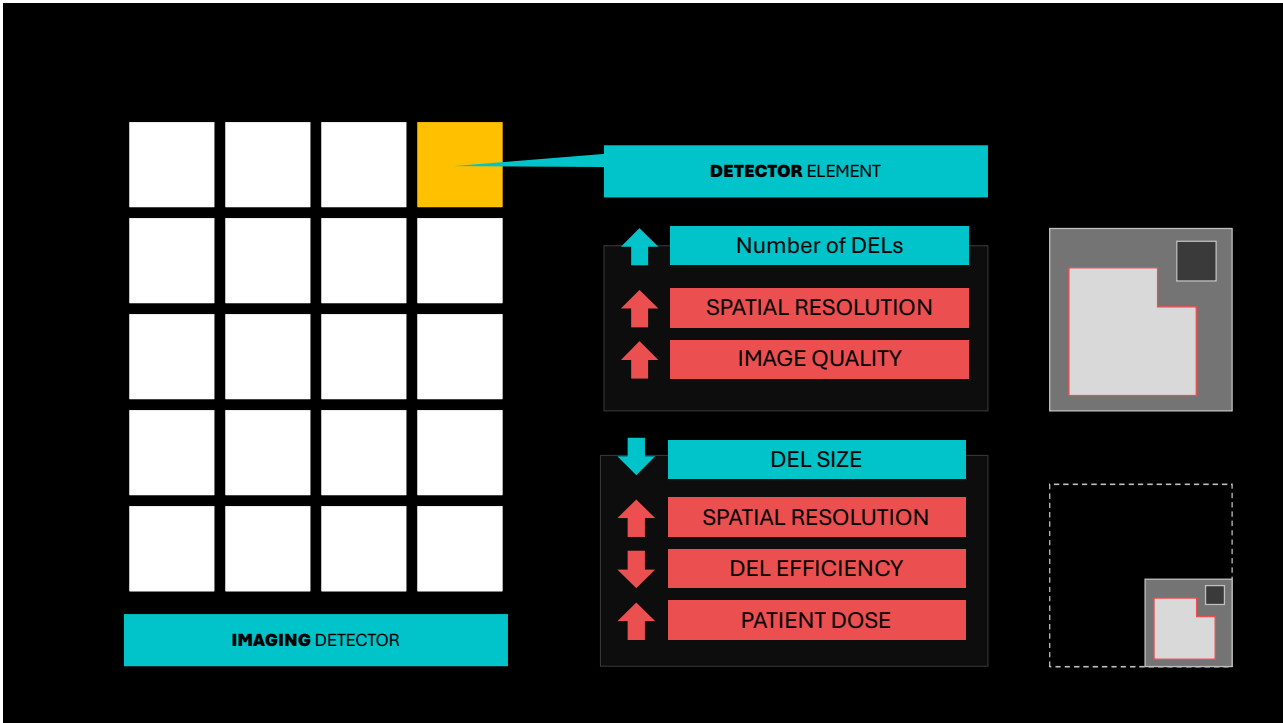 DETECTOR ELEMENT
Number of DELs
SPATIAL RESOLUTION
IMAGE QUALITY
DEL SIZE
SPATIAL RESOLUTION
DEL EFFICIENCY
PATIENT DOSE
IMAGING DETECTOR